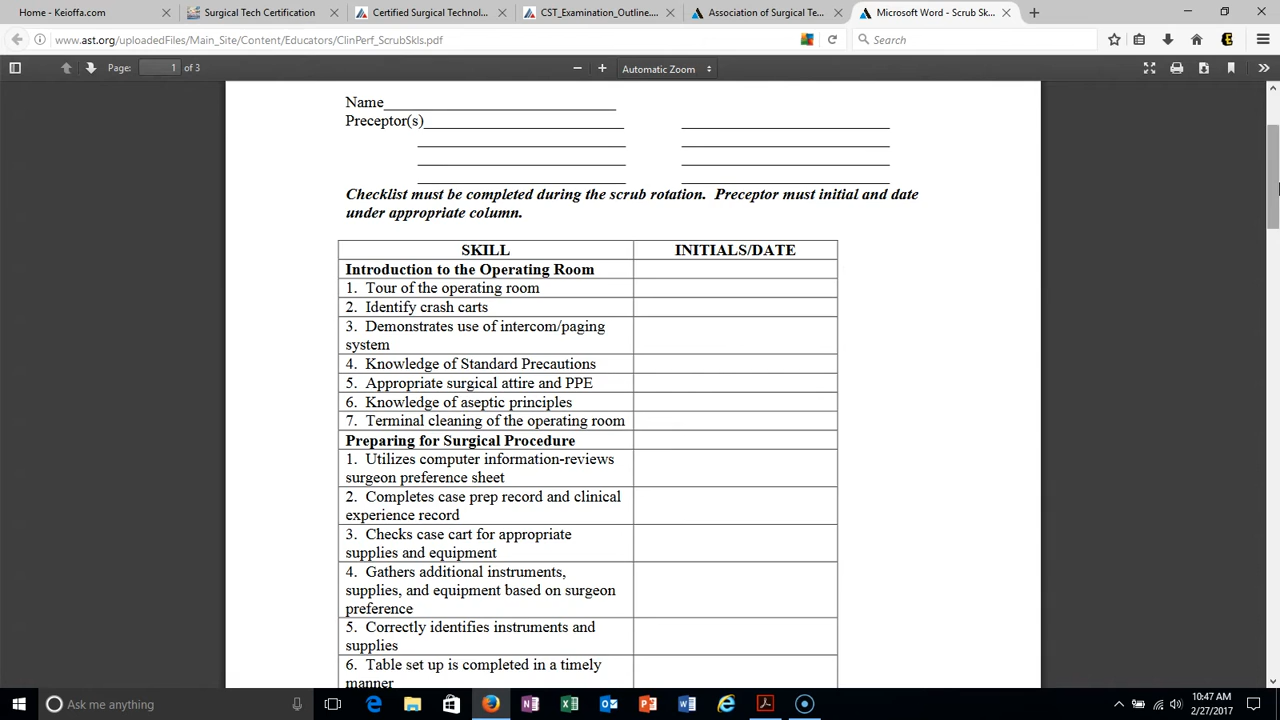 Home - Keioffa.com
Surgical Tech Certification
Certified Surgical Technol...
CST_Examination_Outline....
Association of Surgical Te...
Microsoft Word - Scrub Sk...
www.ast.org/uploadedFiles/Main_Site/Content/Educators/ClinPerf_ScrubSkls.pdf
Search
Page: 1 of 3
Automatic Zoom
Name
Preceptor(s)
Checklist must be completed during the scrub rotation. Preceptor must initial and date
under appropriate column.
SKILL INITIALS/DATE
Introduction to the Operating Room
1. Tour of the operating room
2. Identify crash carts
3. Demonstrates use of intercom/paging
system
4. Knowledge of Standard Precautions
5. Appropriate surgical attire and PPE
6. Knowledge of aseptic principles
7. Terminal cleaning of the operating room
Preparing for Surgical Procedure
1. Utilizes computer information-reviews
surgeon preference sheet
2. Completes case prep record and clinical
experience record
3. Checks case cart for appropriate
supplies and equipment
4. Gathers additional instruments,
supplies, and equipment based on surgeon
preference
5. Correctly identifies instruments and
supplies
6. Table set up is completed in a timely
manner
Ask me anything
10:47 AM
2/27/2017